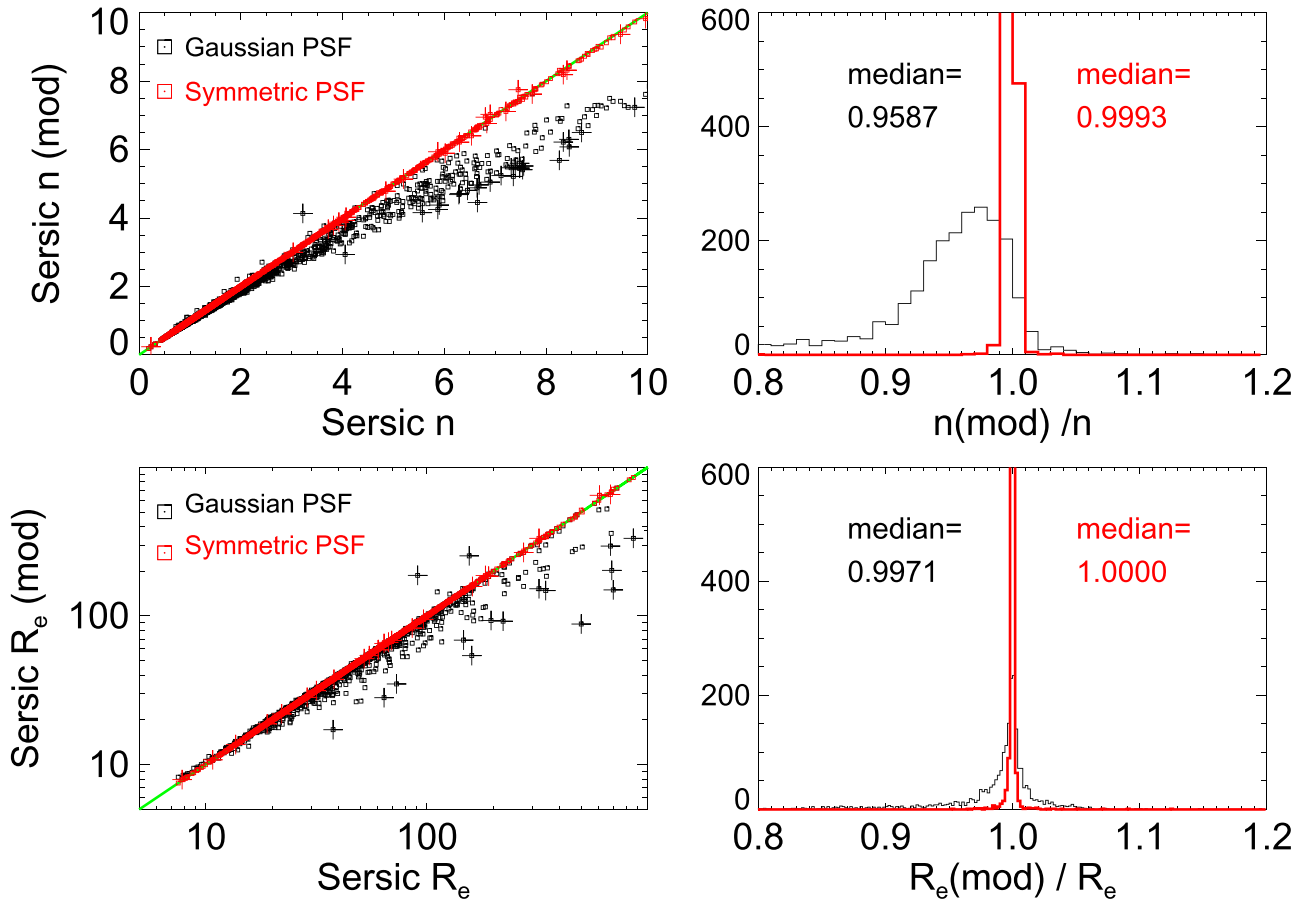 Sersic n (mod)
10
8
6
4
2
0
Gaussian PSF
Symmetric PSF
0 2 4 6 8 10
Sersic n
600
400
200
0
median=
0.9587
median=
0.9993
0.8 0.9 1.0 1.1 1.2
n(mod) /n
Sersic Re (mod)
100
10
Gaussian PSF
Symmetric PSF
10 100
Sersic Re
600
400
200
0
median=
0.9971
median=
1.0000
0.8 0.9 1.0 1.1 1.2
Re(mod) / Re